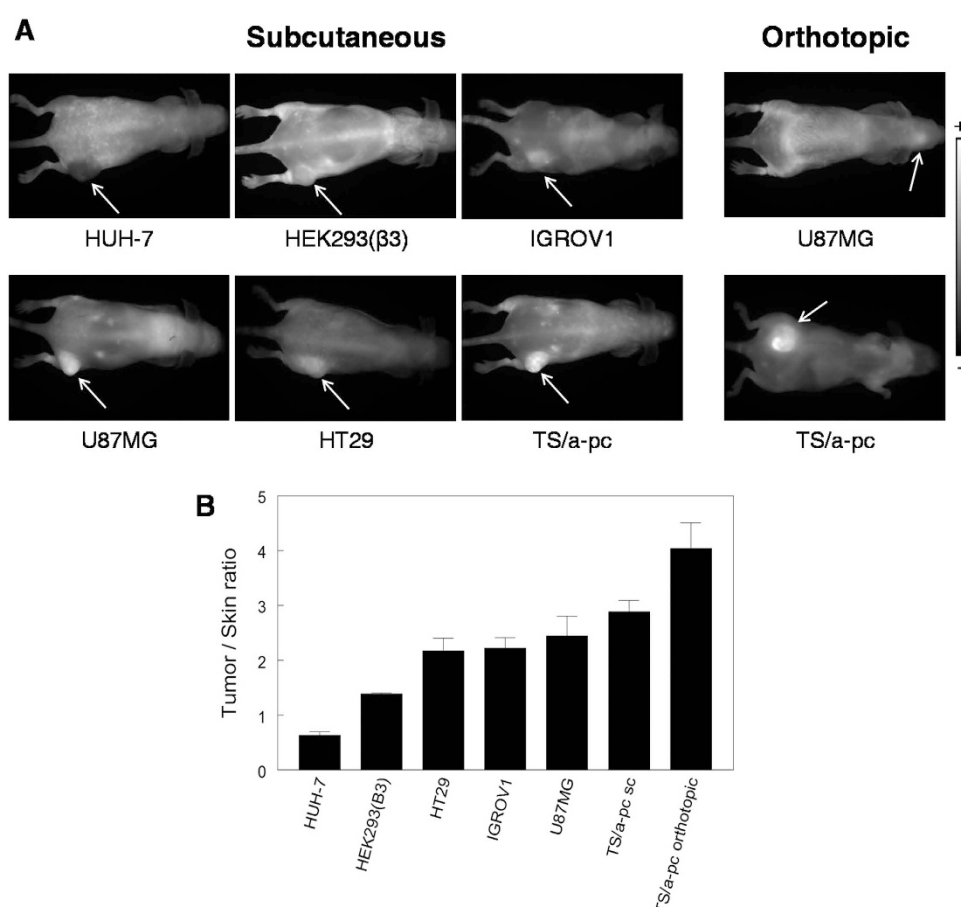 A
Subcutaneous
Orthotopic
HUH-7
HEK293(β3)
IGROV1
U87MG
+
-
U87MG
HT29
TS/a-pc
TS/a-pc
B
Tumor / Skin ratio
5
4
3
2
1
0
HUH-7
HEK293(B3)
HT29
IGROV1
U87MG
TS/a-pc sc
TS/a-pc orthotopic